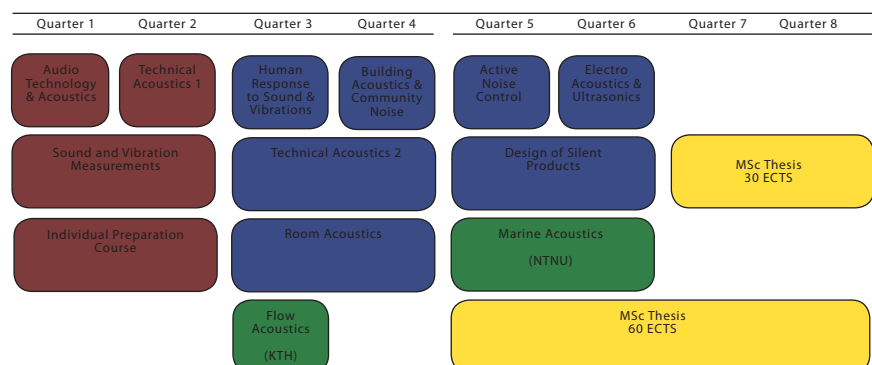 Quarter 1 Quarter 2 Quarter 3 Quarter 4 Quarter 5 Quarter 6 Quarter 7 Quarter 8
Audio
Technology
& Acoustics
Technical
Acoustics 1
Human
Response
to Sound &
Vibrations
Building
Acoustics &
Community
Noise
Active
Noise
Control
Electro
Acoustics &
Ultrasonics
Sound and Vibration
Measurements
Technical Acoustics 2
Design of Silent
Products
MSc Thesis
30 ECTS
Individual Preparation
Course
Room Acoustics
Marine Acoustics
(NTNU)
Flow
Acoustics
(KTH)
MSc Thesis
60 ECTS